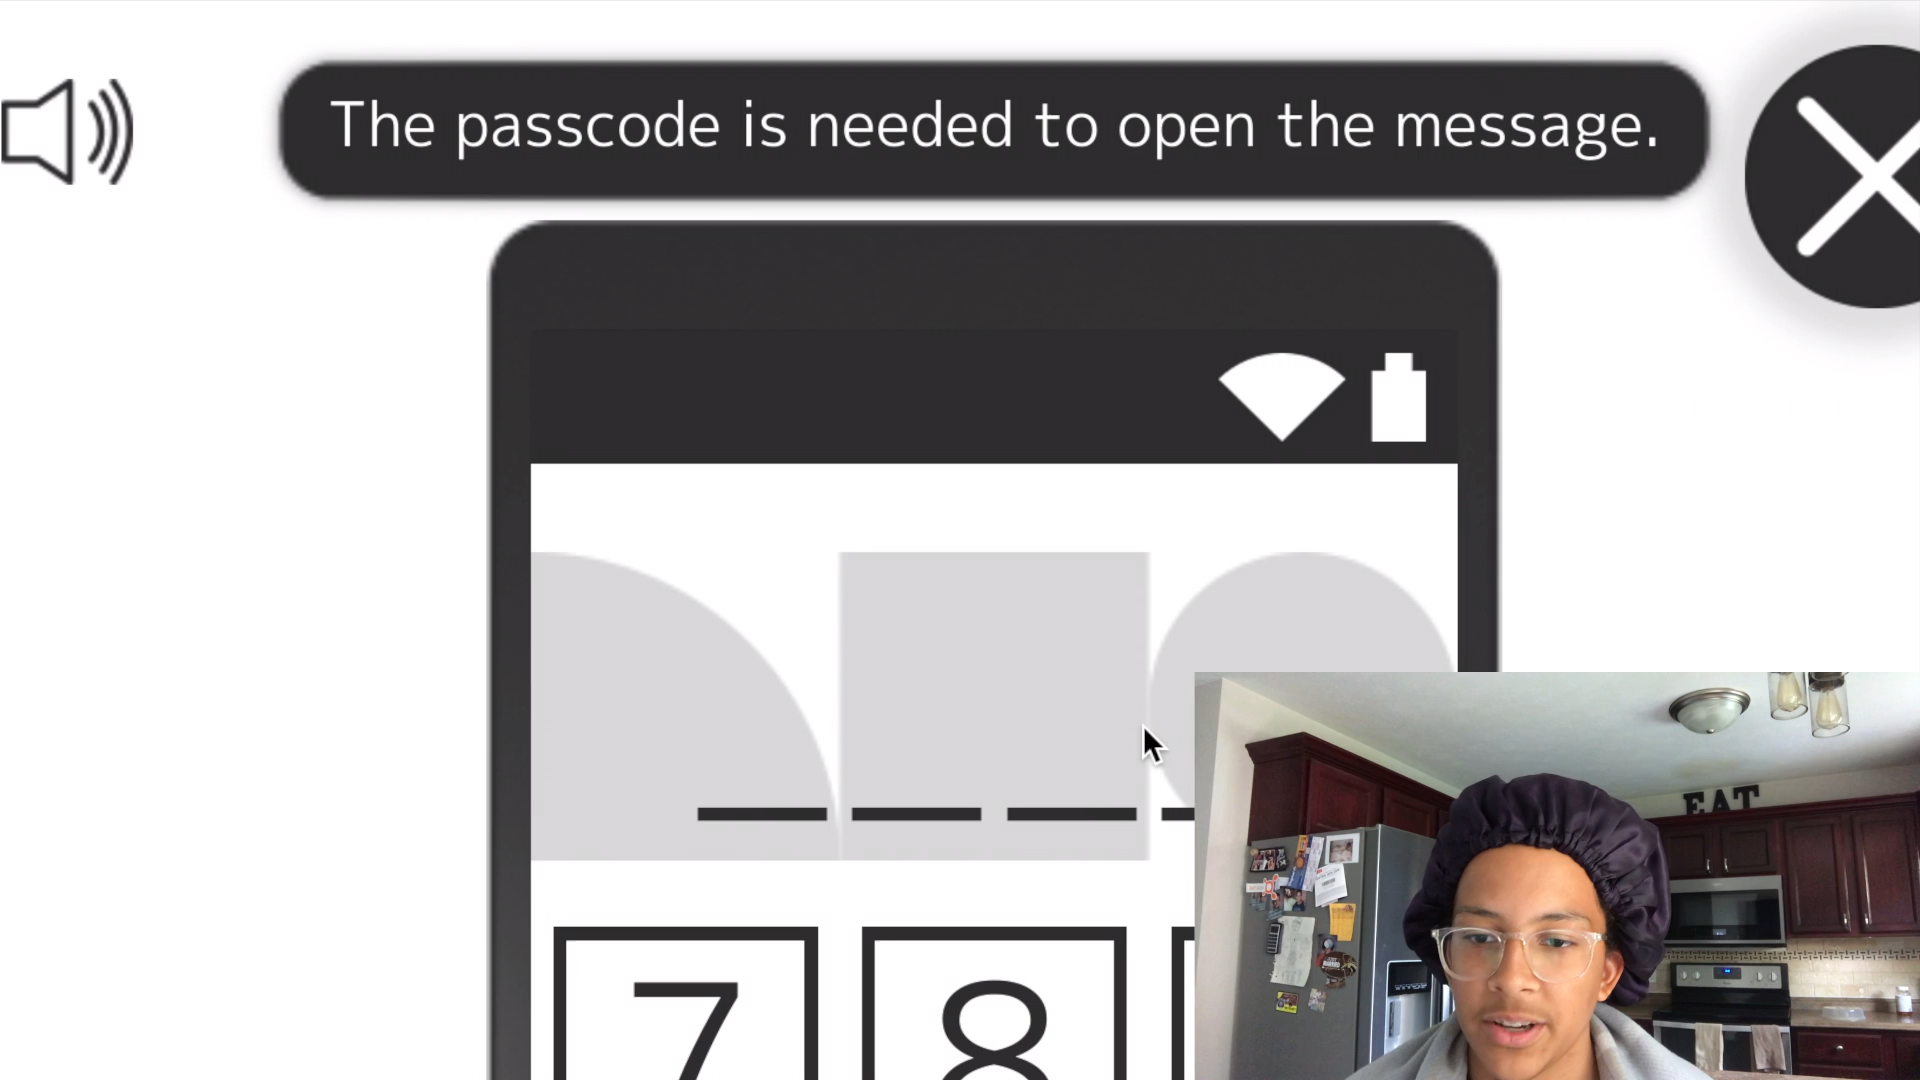 The passcode is needed to open the message.
7 8
EAT